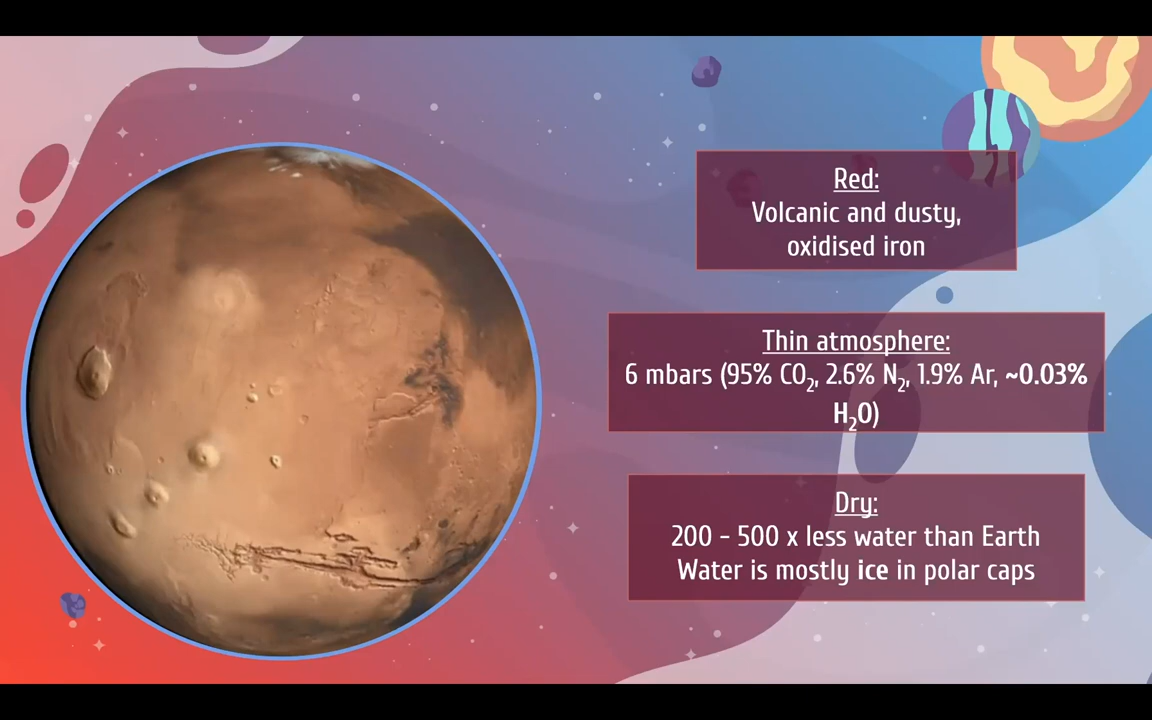 Red:
Volcanic and dusty,
oxidised iron
Thin atmosphere:
6 mbars (95% CO₂, 2.6% N₂, 1.9% Ar, ~0.03%
H₂O)
Dry:
200 - 500 x less water than Earth
Water is mostly ice in polar caps